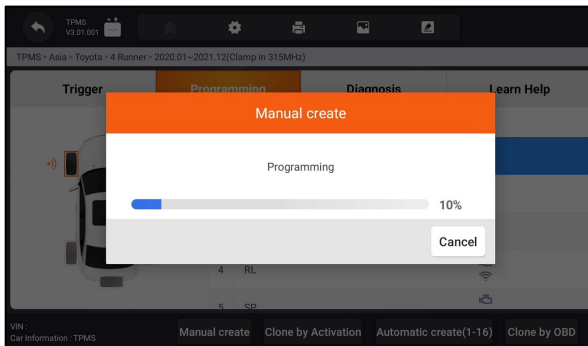 TPMS
V3.01.001
TPMS > Asia > Toyota > 4 Runner > 2020.01~2021.12(Clamp in 315MHz)
Trigger Programming Diagnosis Learn Help
Manual create
Programming
10%
Cancel
4 RL
5 SP
VIN :
Car Information : TPMS
Manual create Clone by Activation Automatic create(1-16) Clone by OBD